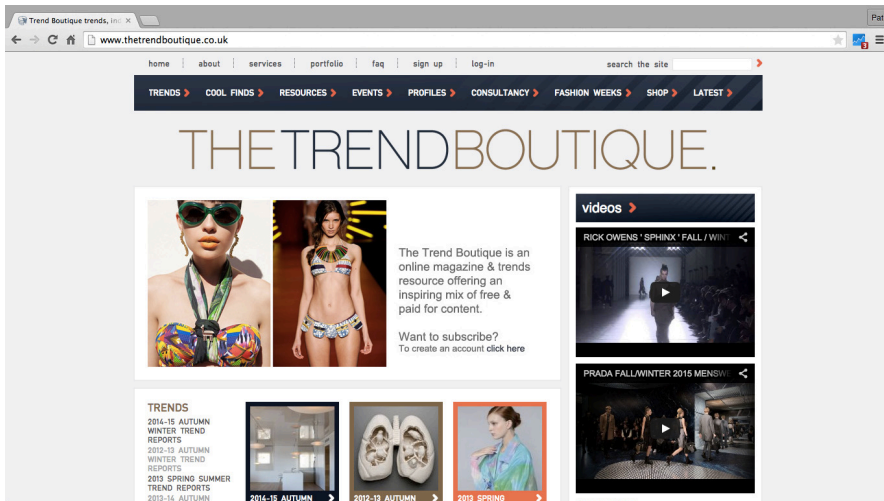 Trend Boutique trends, ind
Pat
www.thetrendboutique.co.uk
3
home about services portfolio faq sign up log-in search the site
TRENDS COOL FINDS RESOURCES EVENTS PROFILES CONSULTANCY FASHION WEEKS SHOP LATEST
THETRENDBOUTIQUE.
The Trend Boutique is an
online magazine & trends
resource offering an
inspiring mix of free &
paid for content.
Want to subscribe?
To create an account click here
videos
RICK OWENS ' SPHINX ' FALL / WINT
PRADA FALL/WINTER 2015 MENSWE
TRENDS
2014-15 AUTUMN
WINTER TREND
REPORTS
2012-13 AUTUMN
WINTER TREND
REPORTS
2013 SPRING SUMMER
TREND REPORTS
2013-14 AUTUMN
2014-15 AUTUMN
2012-13 AUTUMN
2013 SPRING